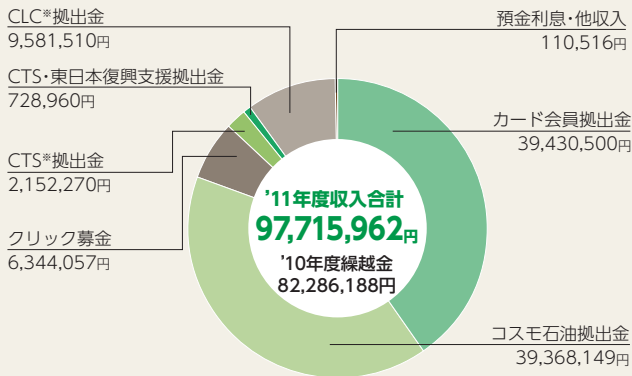 CLC※拠出金
9,581,510円
CTS・東日本復興支援拠出金
728,960円
CTS※拠出金
2,152,270円
クリック募金
6,344,057円
預金利息・他収入
110,516円
カード会員拠出金
39,430,500円
コスモ石油拠出金
39,368,149円
'11年度収入合計
97,715,962円
'10年度繰越金
82,286,188円